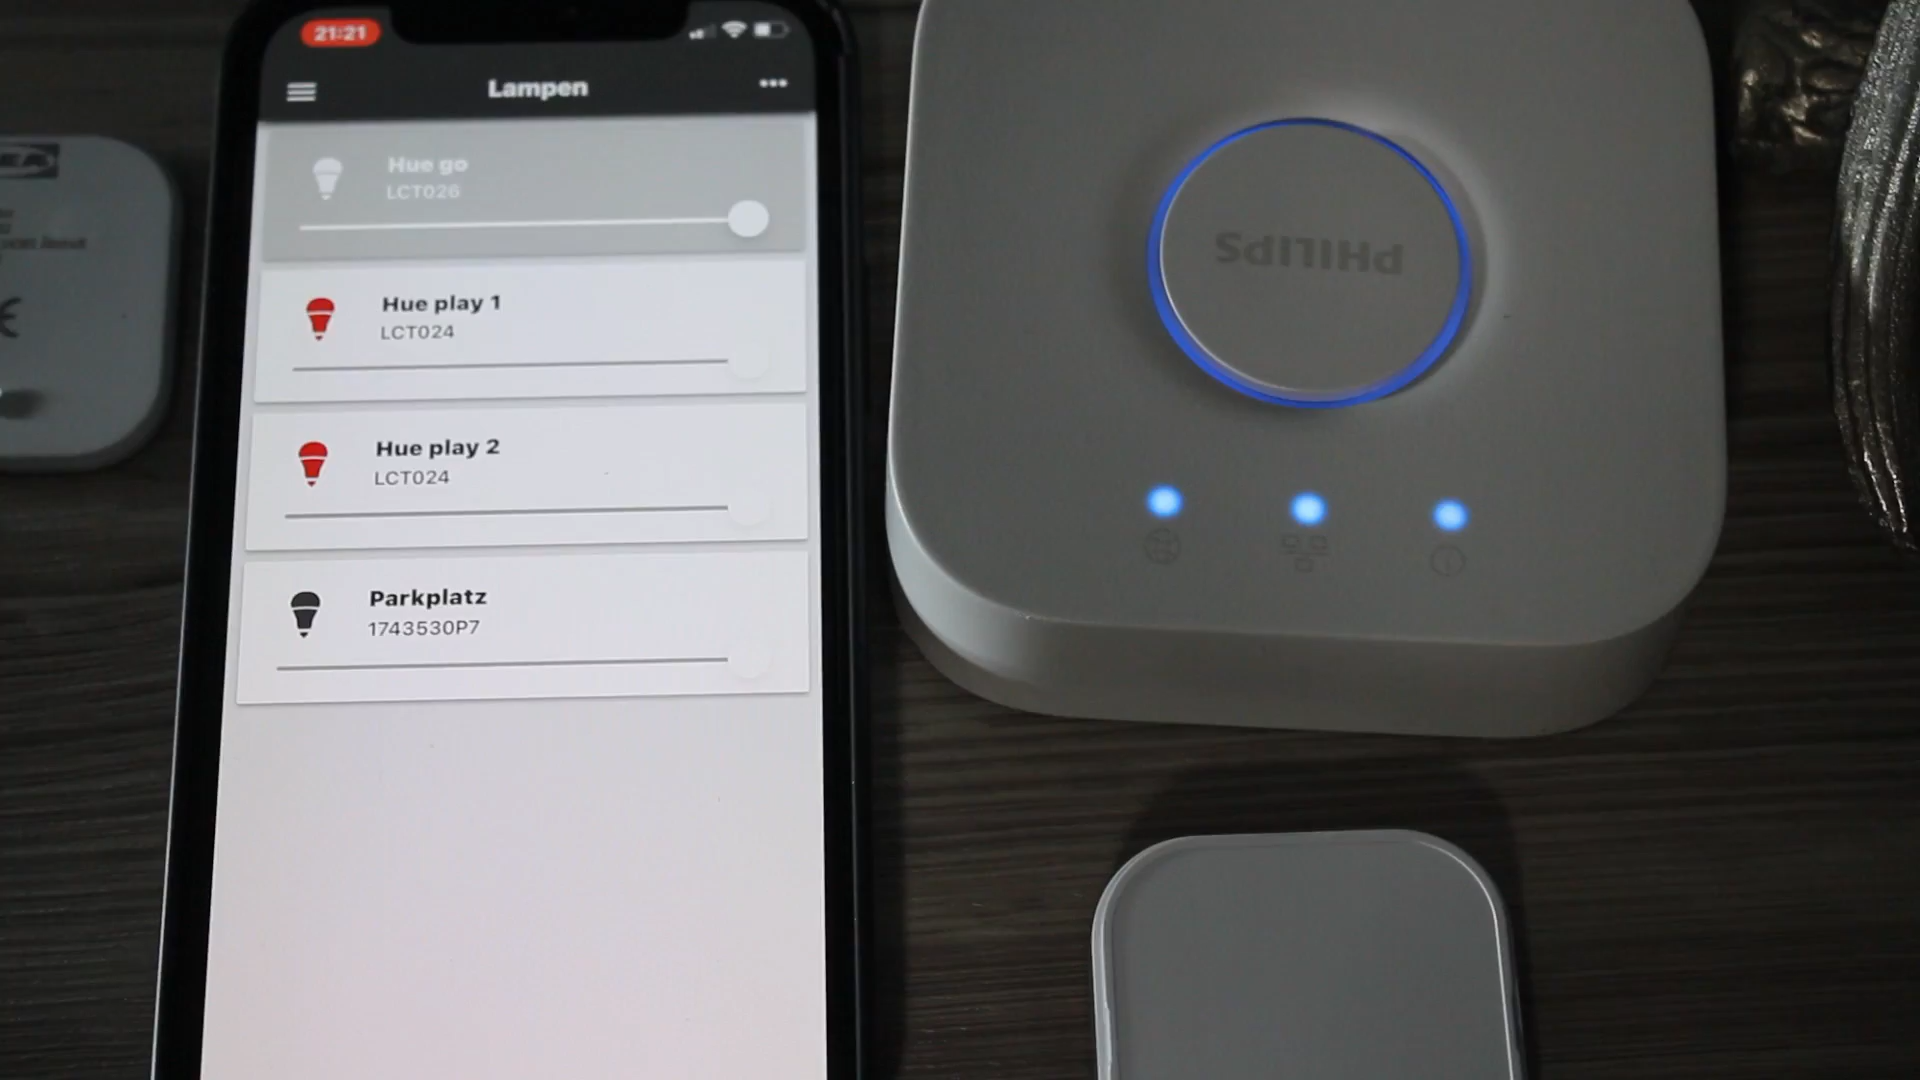 21:21
Lampen
Hue go
LCT026
Hue play 1
LCT024
Hue play 2
LCT024
Parkplatz
1743530P7
PHILIPS